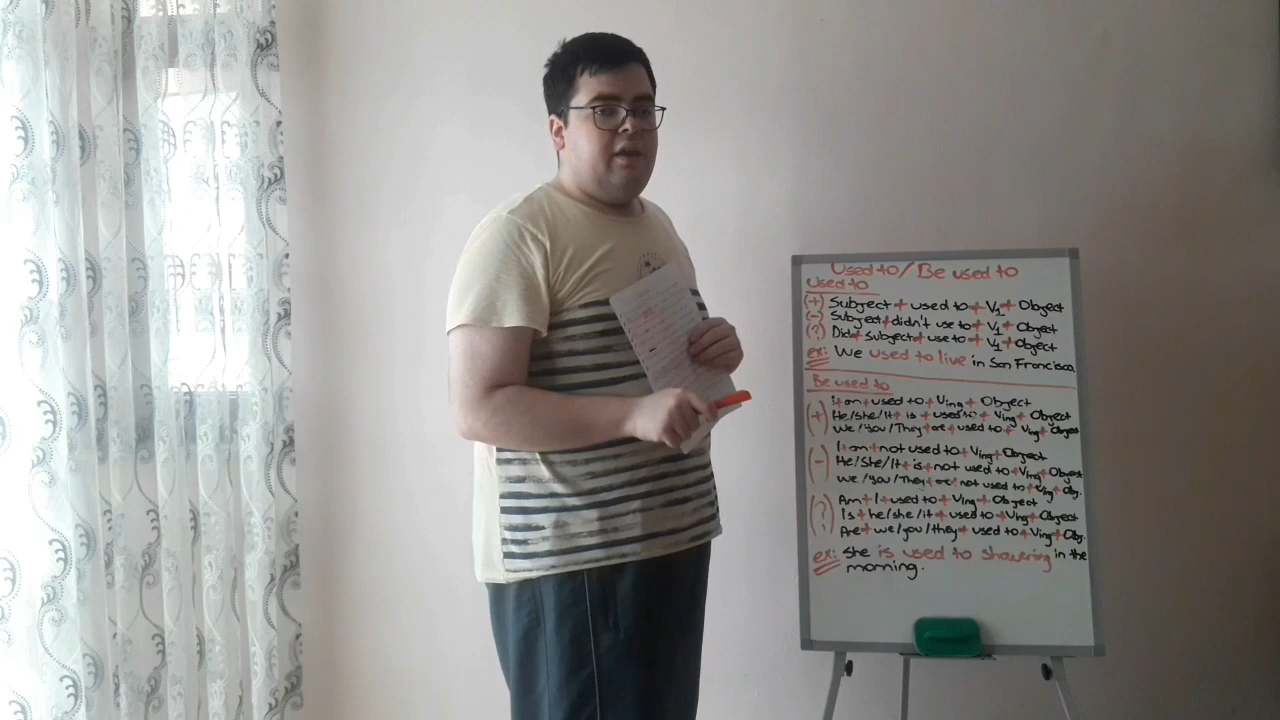 Used to / Be used to
Used to
(+) Subject + used to + V1 + Object
(-) Subject + didn't use to + V1 + Object
(?) Did + Subject + use to + V1 + Object
ex: We used to live in San Francisco.
Be used to
(+) I + am + used to + Ving + Object
He/She/It + is + used to + Ving + Object
We/You/They + are + used to + Ving + Object
(-) I + am + not used to + Ving + Object
He/She/It + is + not used to + Ving + Object
We/You/They + are + not used to + Ving + Obj.
(?) Am + I + used to + Ving + Object
Is + he/she/it + used to + Ving + Object
Are + we/you/they + used to + Ving + Obj.
ex: She is used to showering in the
morning.